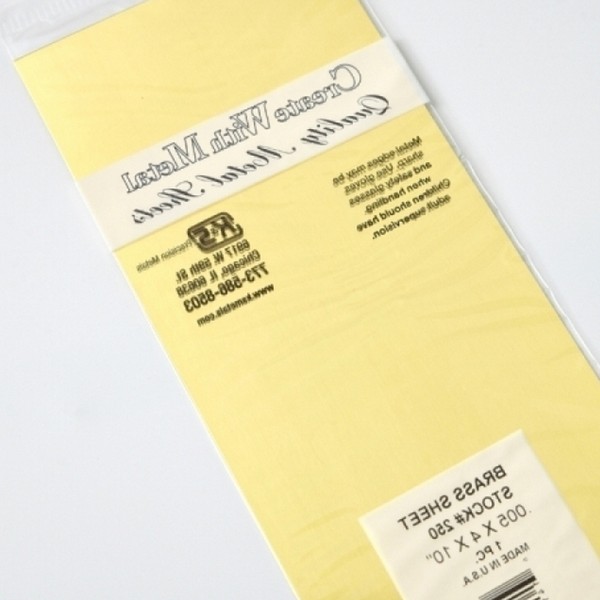 Create With Metal
Quality Metal Sheets
Metal edges may be
sharp. Use gloves
and safety glasses
when handling.
Children should have
adult supervision.
K+S
Precision Metals
6917 W. 59th St.
Chicago, IL 60638
773-586-8503
www.ksmetals.com
BRASS SHEET
STOCK# 250
.005 X 4 X 10"
1 PC.
MADE IN U.S.A.